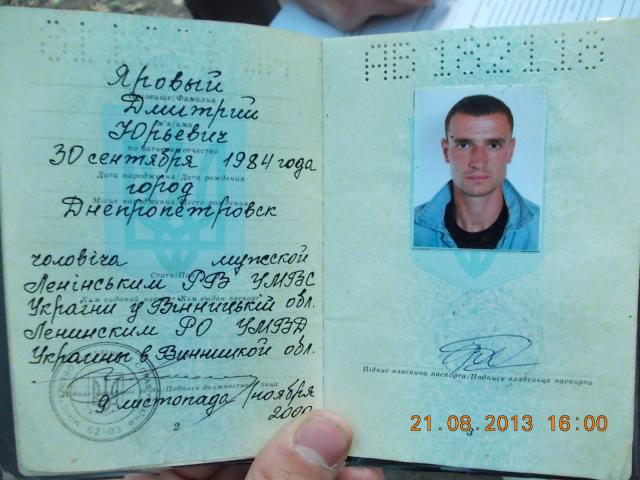 Яровый
Прізвище/Фамилия
Дмитрий
Ім'я/имя
Юрьевич
по батькові/отчество
30 сентября 1984 года
Дата народження/Дата рождения
город
Місце народження/Место рождения
Днепропетровск
чоловіча мужской
Стать/Пол
Ленінським РВ УМВС
Ким виданий паспорт/Кем выдан паспорт
України у Вінницькій обл.
Ленинским РО УМВД
Украины в Винницкой обл.
Підпис посадової особи/Подпись должностного лица
9 листопада/ноября
2
АВ 182118
Підпис власника паспорта/Подпись владельца паспорта
3
21.08.2013 16:00